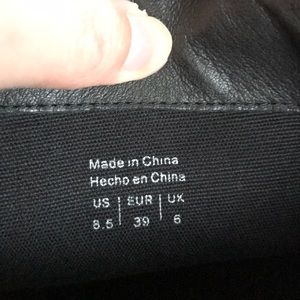 Made in China
Hecho en China
US | EUR | UK
8.5 | 39 | 6